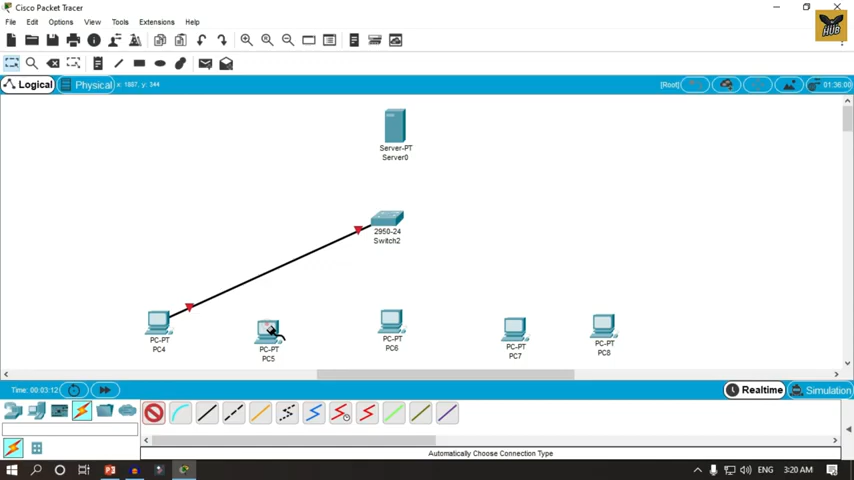 Cisco Packet Tracer
File Edit Options View Tools Extensions Help
HUB
Logical Physical x: 1887, y: 344 [Root] 01:36:00
Server-PT
Server0
2950-24
Switch2
PC-PT
PC4
PC-PT
PC5
PC-PT
PC6
PC-PT
PC7
PC-PT
PC8
Time: 00:03:12 Realtime Simulation
Automatically Choose Connection Type
ENG 3:20 AM